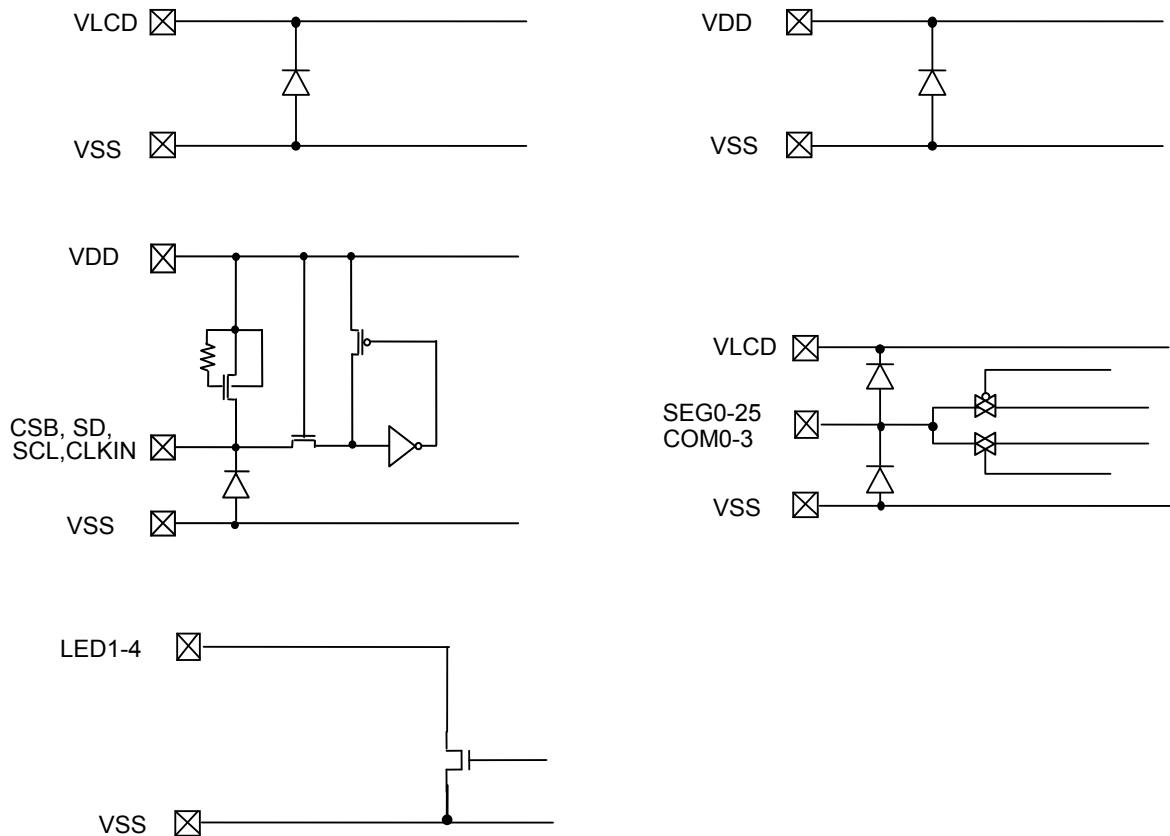 VLCD
VSS
VDD
VSS
VDD
CSB, SD,
SCL,CLKIN
VSS
VLCD
SEG0-25
COM0-3
VSS
LED1-4
VSS